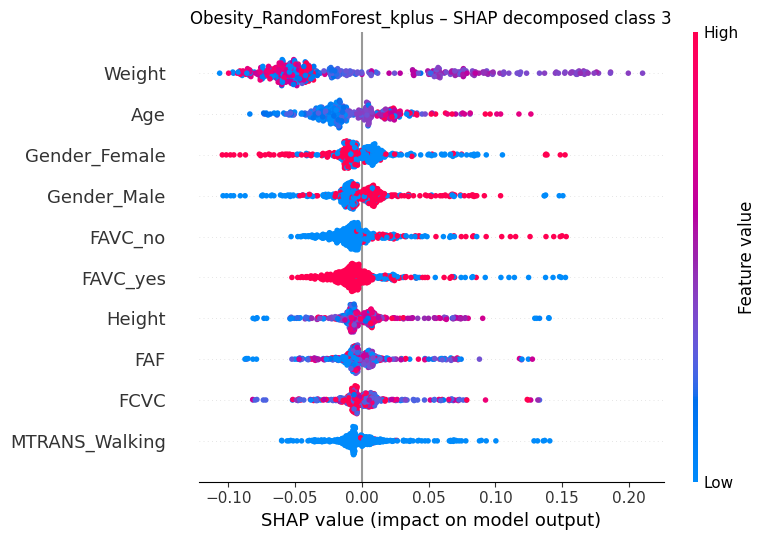 Obesity_RandomForest_kplus – SHAP decomposed class 3
High
Weight
Age
Gender_Female
Gender_Male
FAVC_no
FAVC_yes
Height
FAF
FCVC
MTRANS_Walking
Feature value
Low
−0.10 −0.05 0.00 0.05 0.10 0.15 0.20
SHAP value (impact on model output)